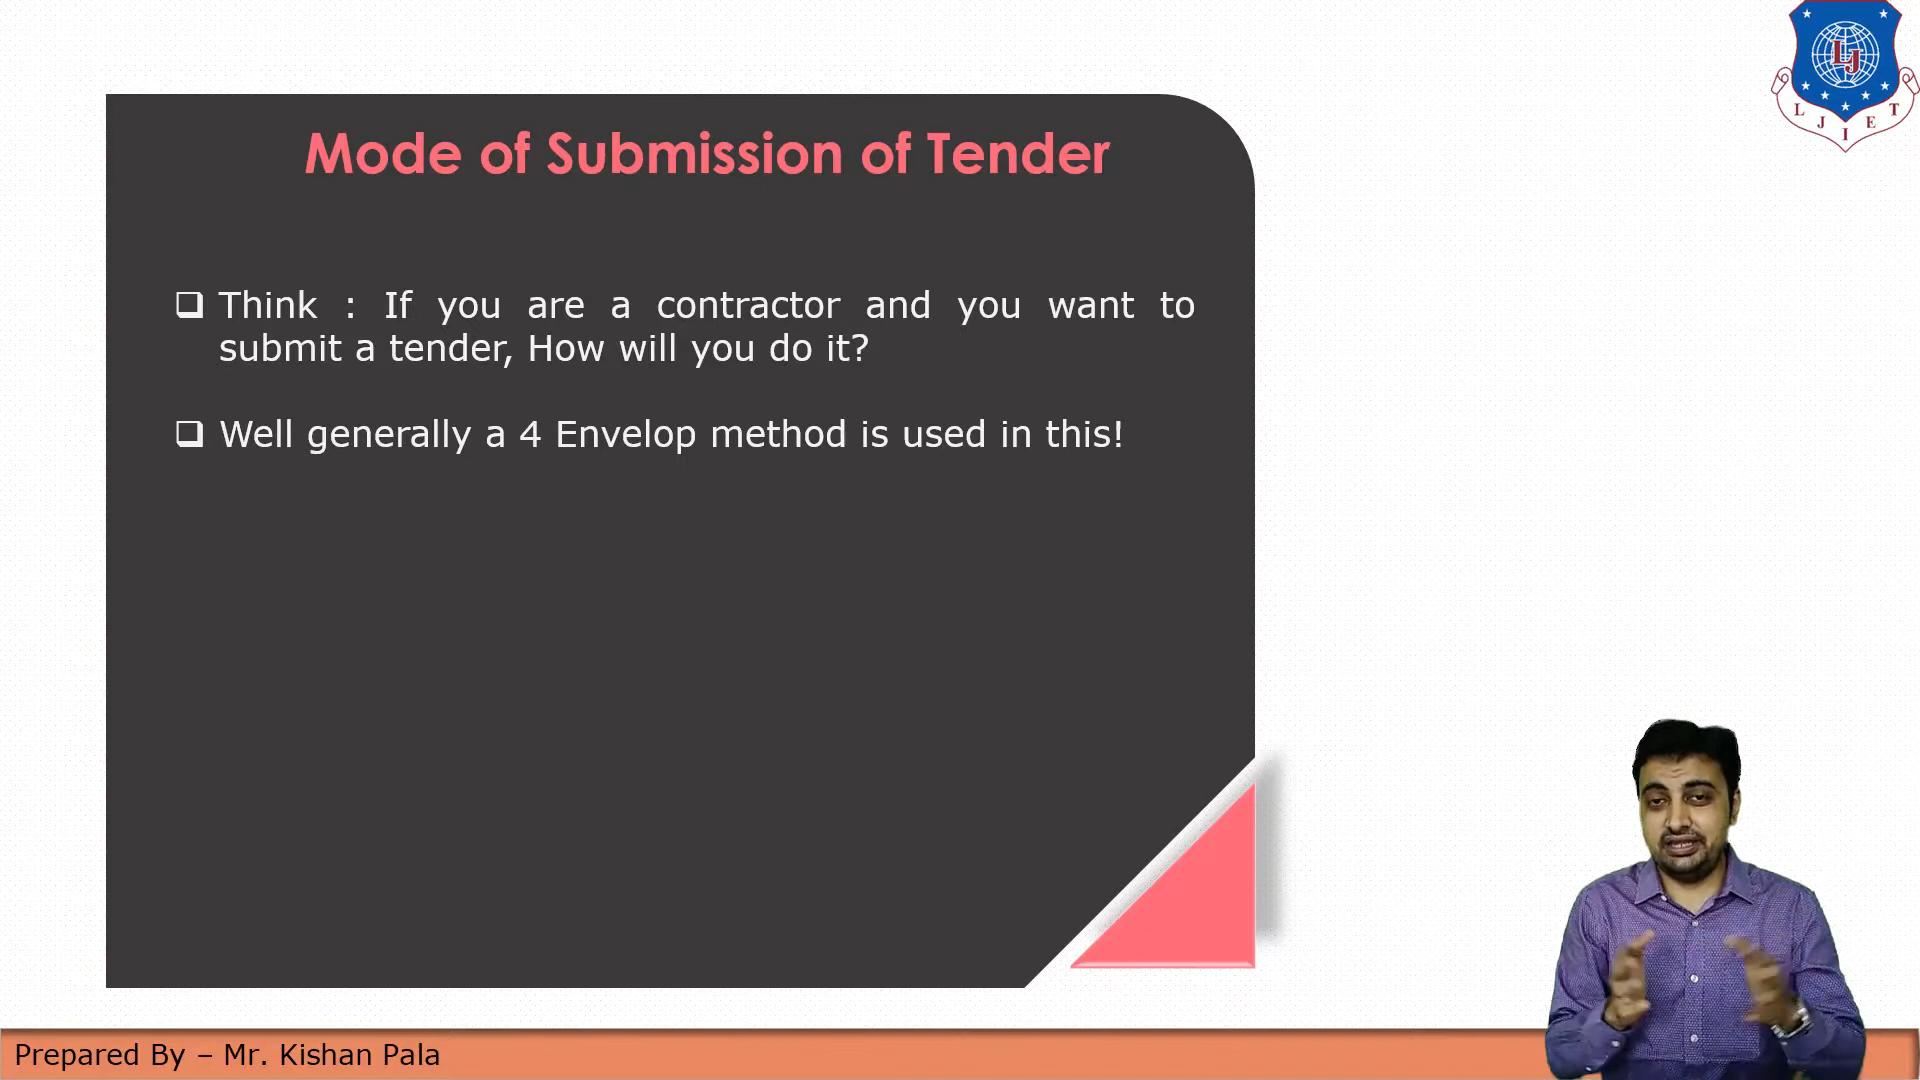 Mode of Submission of Tender
Think : If you are a contractor and you want to
submit a tender, How will you do it?
Well generally a 4 Envelop method is used in this!
LJ
L J I E T
Prepared By – Mr. Kishan Pala